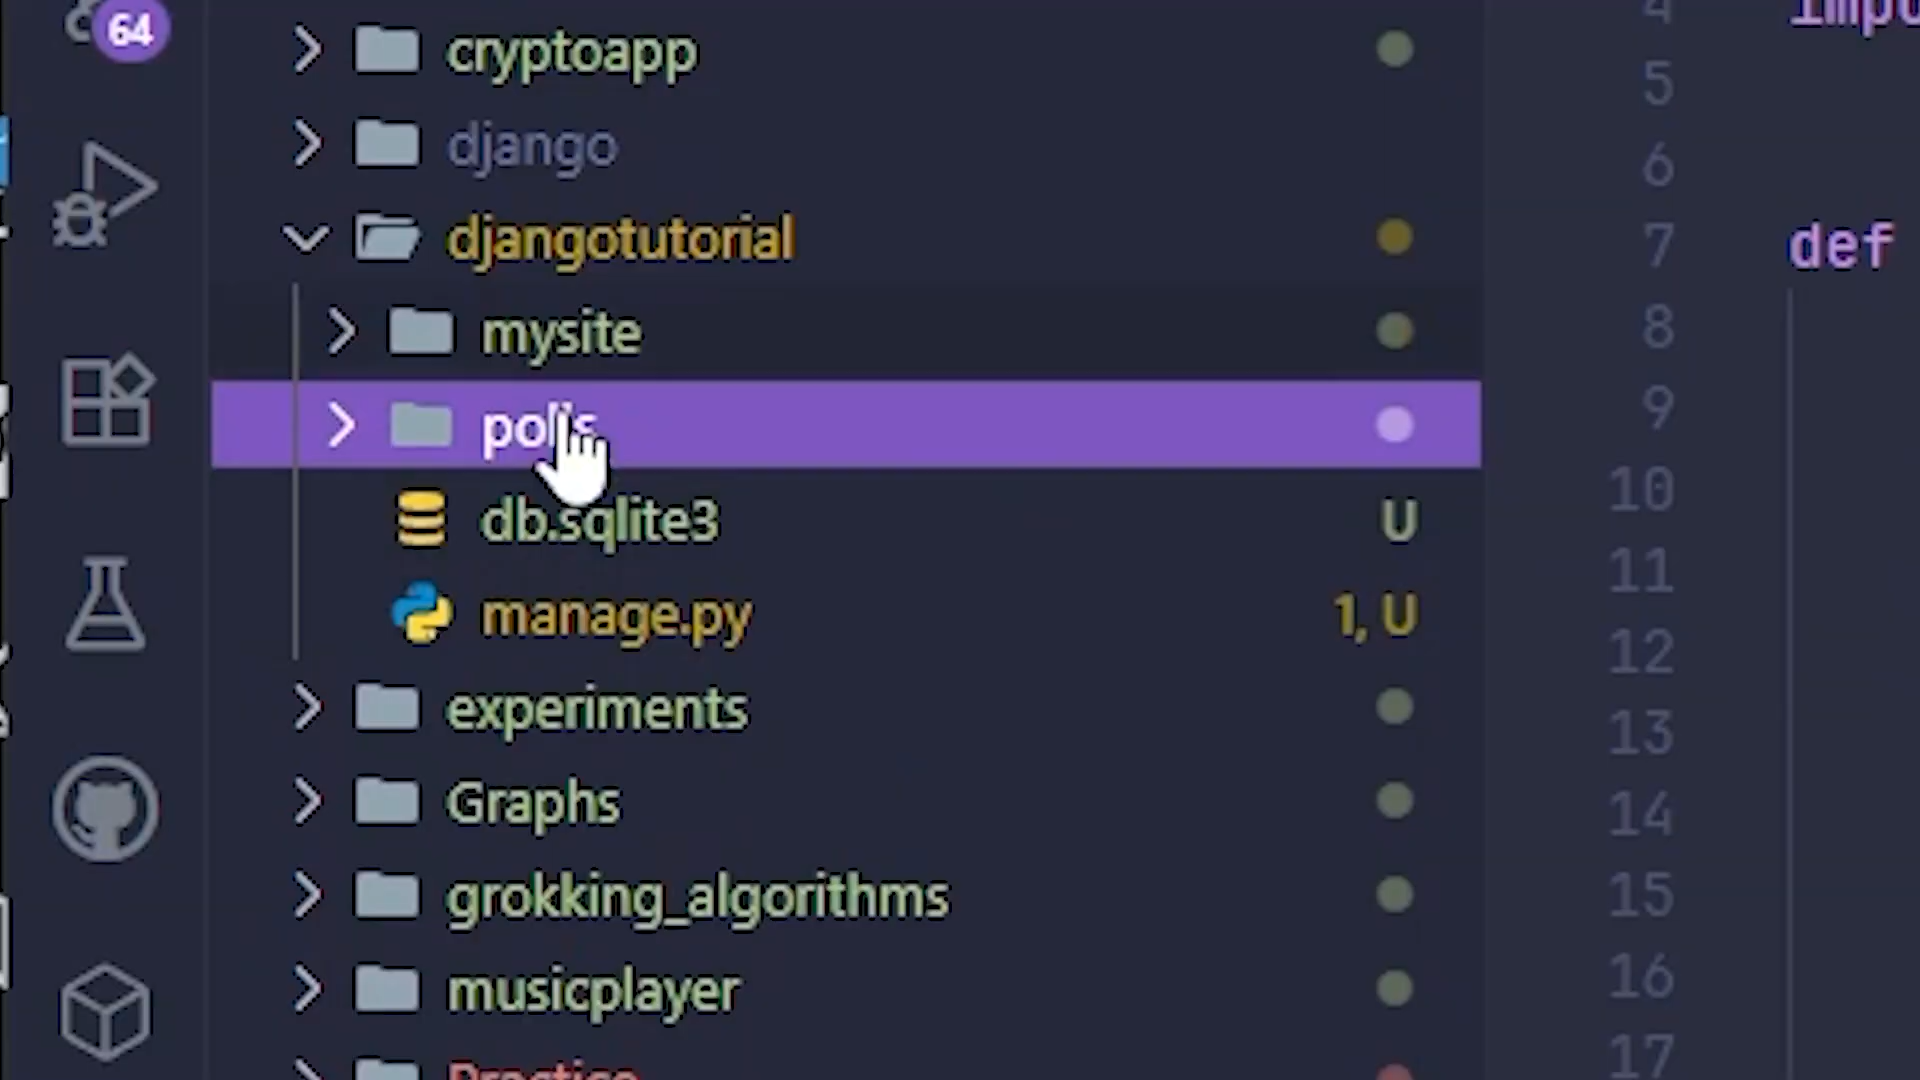 64
cryptoapp
django
djangotutorial
mysite
polls
db.sqlite3 U
manage.py 1, U
experiments
Graphs
grokking_algorithms
musicplayer
Practice
4
5
6
7 def
8
9
10
11
12
13
14
15
16
17